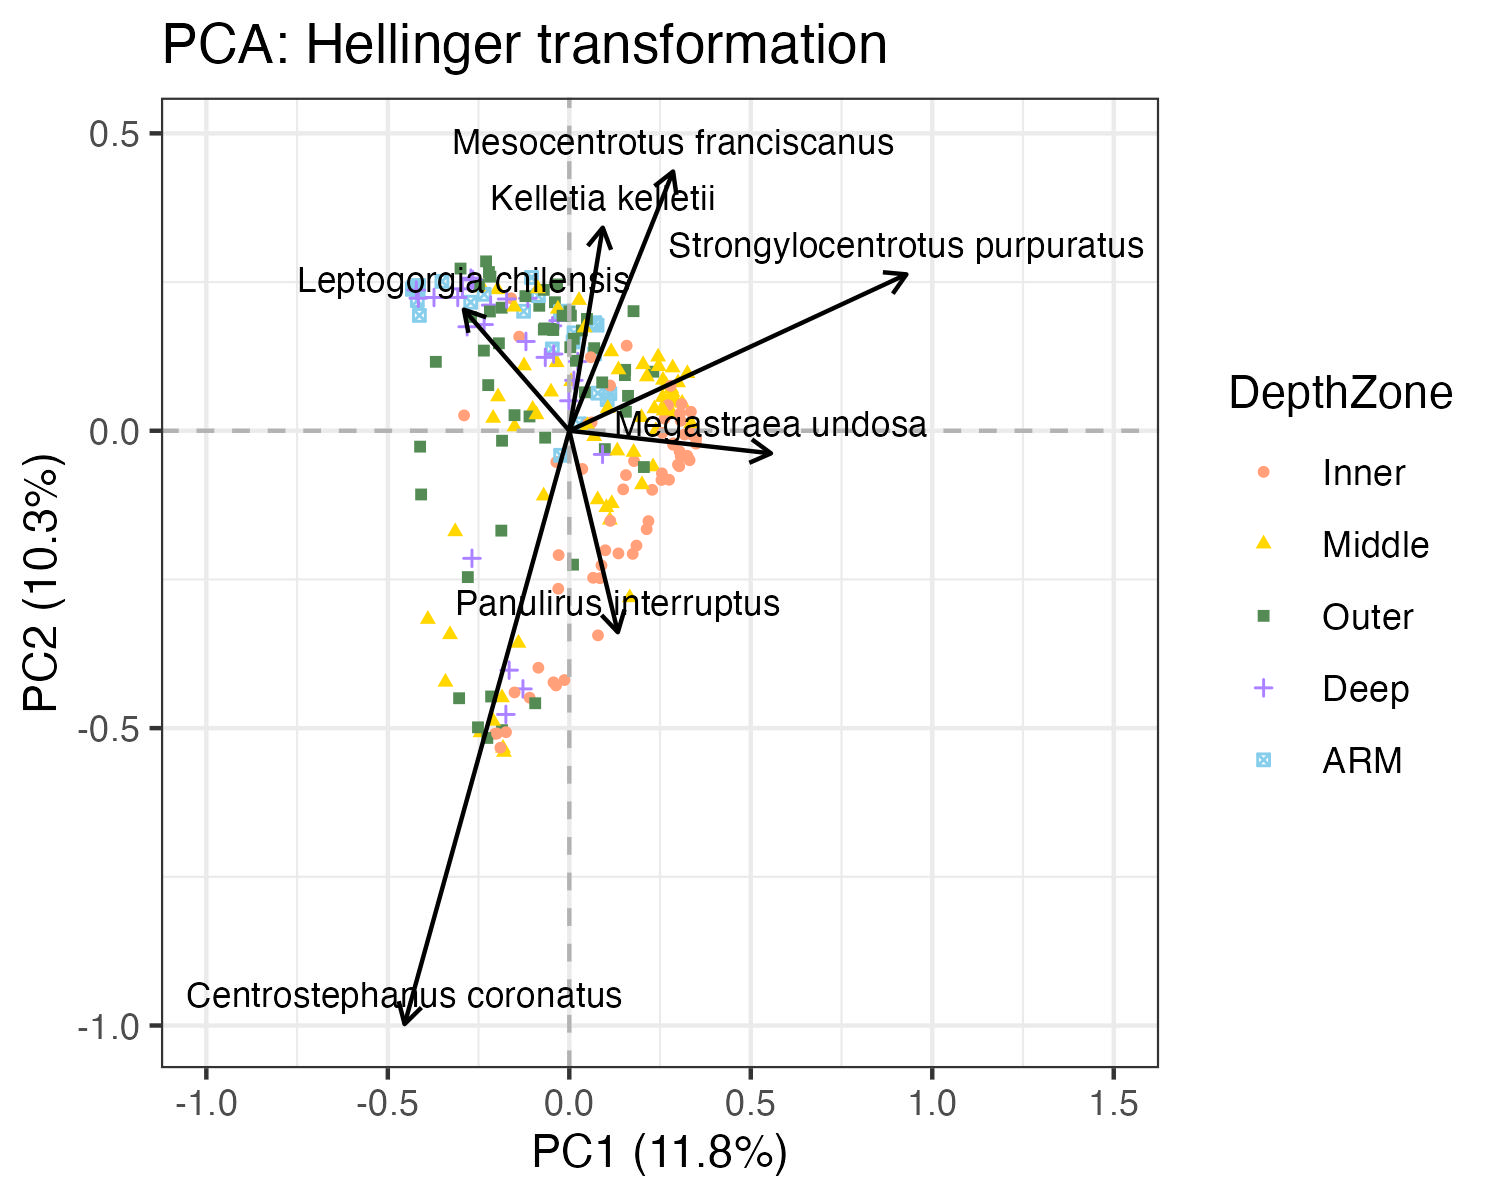 PCA: Hellinger transformation
0.5
0.0
-0.5
-1.0
PC2 (10.3%)
Mesocentrotus franciscanus
Kelletia kelletii
Strongylocentrotus purpuratus
Leptogorgia chilensis
Megastraea undosa
Panulirus interruptus
Centrostephanus coronatus
-1.0
-0.5
0.0
0.5
1.0
1.5
PC1 (11.8%)
DepthZone
Inner
Middle
Outer
Deep
ARM